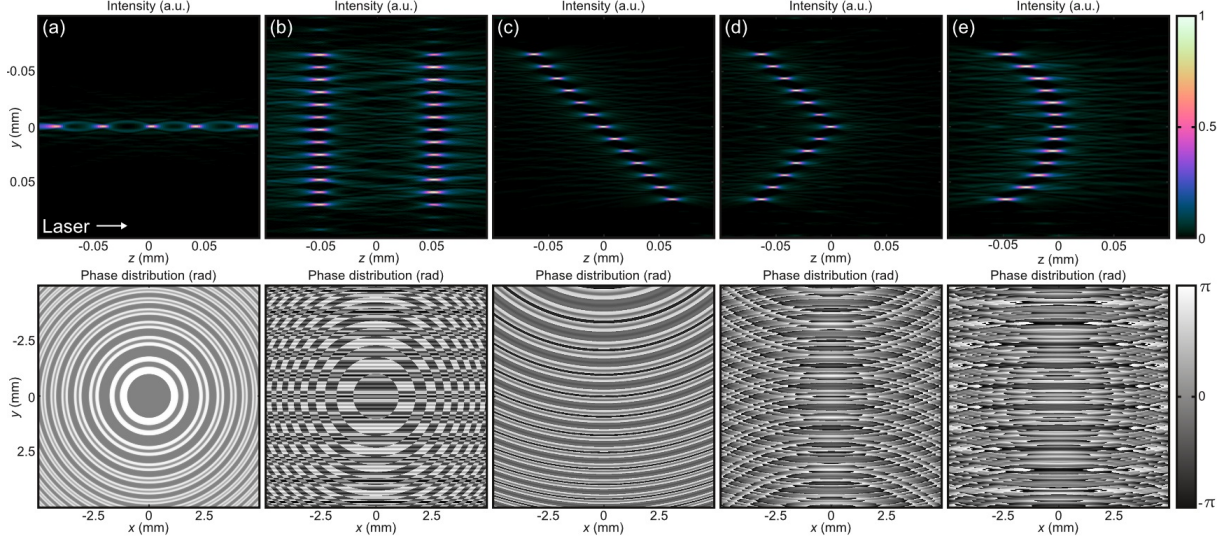 Intensity (a.u.) Intensity (a.u.) Intensity (a.u.) Intensity (a.u.) Intensity (a.u.)
(a) (b) (c) (d) (e)
1
-0.05
y (mm) 0 0.5
0.05
Laser
0
-0.05 0 0.05 -0.05 0 0.05 -0.05 0 0.05 -0.05 0 0.05 -0.05 0 0.05
z (mm) z (mm) z (mm) z (mm) z (mm)
Phase distribution (rad) Phase distribution (rad) Phase distribution (rad) Phase distribution (rad) Phase distribution (rad)
π
-2.5
y (mm) 0 0
2.5
-π
-2.5 0 2.5 -2.5 0 2.5 -2.5 0 2.5 -2.5 0 2.5 -2.5 0 2.5
x (mm) x (mm) x (mm) x (mm) x (mm)